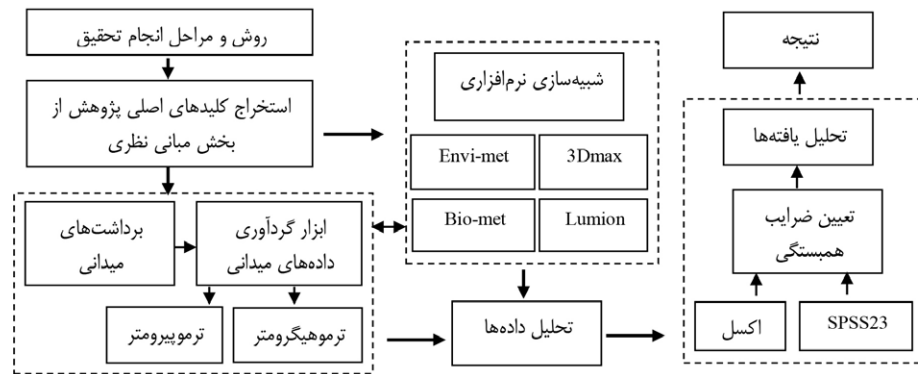 روش و مراحل انجام تحقیق
استخراج کلیدهای اصلی پژوهش از
بخش مبانی نظری
برداشت‌های
میدانی
ابزار گردآوری
داده‌های میدانی
ترموپیرومتر
ترموهیگرومتر
شبیه‌سازی نرم‌افزاری
Envi-met
3Dmax
Bio-met
Lumion
تحلیل داده‌ها
نتیجه
تحلیل یافته‌ها
تعیین ضرایب
همبستگی
اکسل
SPSS23